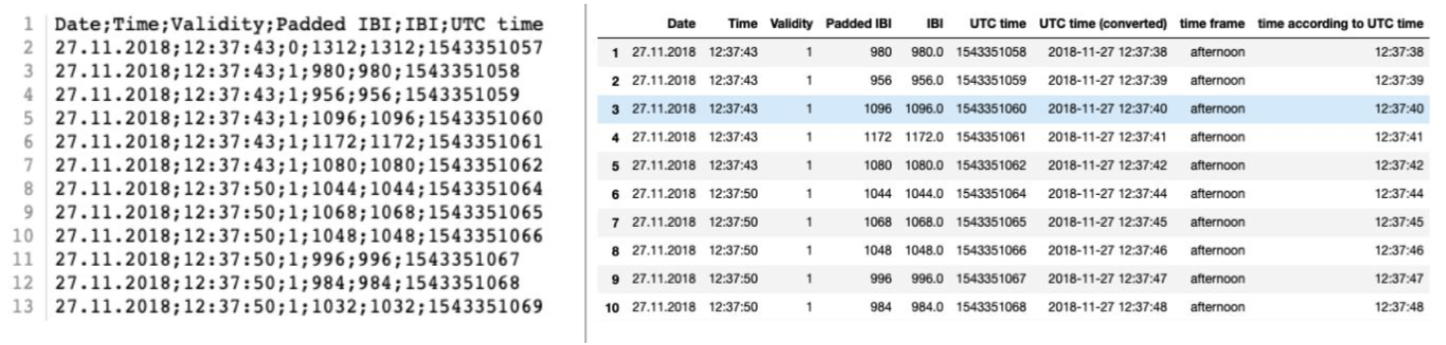 1 Date;Time;Validity;Padded IBI;IBI;UTC time
2 27.11.2018;12:37:43;0;1312;1312;1543351057
3 27.11.2018;12:37:43;1;980;980;1543351058
4 27.11.2018;12:37:43;1;956;956;1543351059
5 27.11.2018;12:37:43;1;1096;1096;1543351060
6 27.11.2018;12:37:43;1;1172;1172;1543351061
7 27.11.2018;12:37:43;1;1080;1080;1543351062
8 27.11.2018;12:37:50;1;1044;1044;1543351064
9 27.11.2018;12:37:50;1;1068;1068;1543351065
10 27.11.2018;12:37:50;1;1048;1048;1543351066
11 27.11.2018;12:37:50;1;996;996;1543351067
12 27.11.2018;12:37:50;1;984;984;1543351068
13 27.11.2018;12:37:50;1;1032;1032;1543351069
Date Time Validity Padded IBI IBI UTC time UTC time (converted) time frame time according to UTC time
1 27.11.2018 12:37:43 1 980 980.0 1543351058 2018-11-27 12:37:38 afternoon 12:37:38
2 27.11.2018 12:37:43 1 956 956.0 1543351059 2018-11-27 12:37:39 afternoon 12:37:39
3 27.11.2018 12:37:43 1 1096 1096.0 1543351060 2018-11-27 12:37:40 afternoon 12:37:40
4 27.11.2018 12:37:43 1 1172 1172.0 1543351061 2018-11-27 12:37:41 afternoon 12:37:41
5 27.11.2018 12:37:43 1 1080 1080.0 1543351062 2018-11-27 12:37:42 afternoon 12:37:42
6 27.11.2018 12:37:50 1 1044 1044.0 1543351064 2018-11-27 12:37:44 afternoon 12:37:44
7 27.11.2018 12:37:50 1 1068 1068.0 1543351065 2018-11-27 12:37:45 afternoon 12:37:45
8 27.11.2018 12:37:50 1 1048 1048.0 1543351066 2018-11-27 12:37:46 afternoon 12:37:46
9 27.11.2018 12:37:50 1 996 996.0 1543351067 2018-11-27 12:37:47 afternoon 12:37:47
10 27.11.2018 12:37:50 1 984 984.0 1543351068 2018-11-27 12:37:48 afternoon 12:37:48